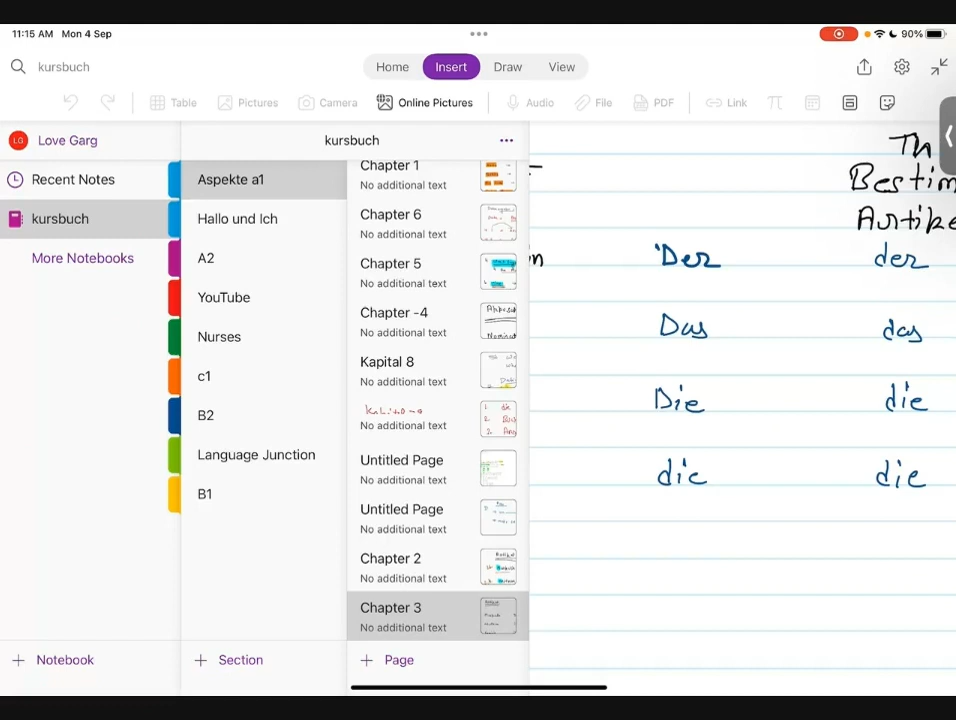 11:15 AM Mon 4 Sep
90%
kursbuch
Home Insert Draw View
Table Pictures Camera Online Pictures Audio File PDF Link
LG Love Garg
Recent Notes
kursbuch
More Notebooks
Notebook
Aspekte a1
Hallo und Ich
A2
YouTube
Nurses
c1
B2
Language Junction
B1
Section
kursbuch
Chapter 1
No additional text
Chapter 6
No additional text
Chapter 5
No additional text
Chapter -4
No additional text
Kapital 8
No additional text
No additional text
Untitled Page
No additional text
Untitled Page
No additional text
Chapter 2
No additional text
Chapter 3
No additional text
Page
Th
Bestim
Artike
in Der der
Das das
Die die
die die